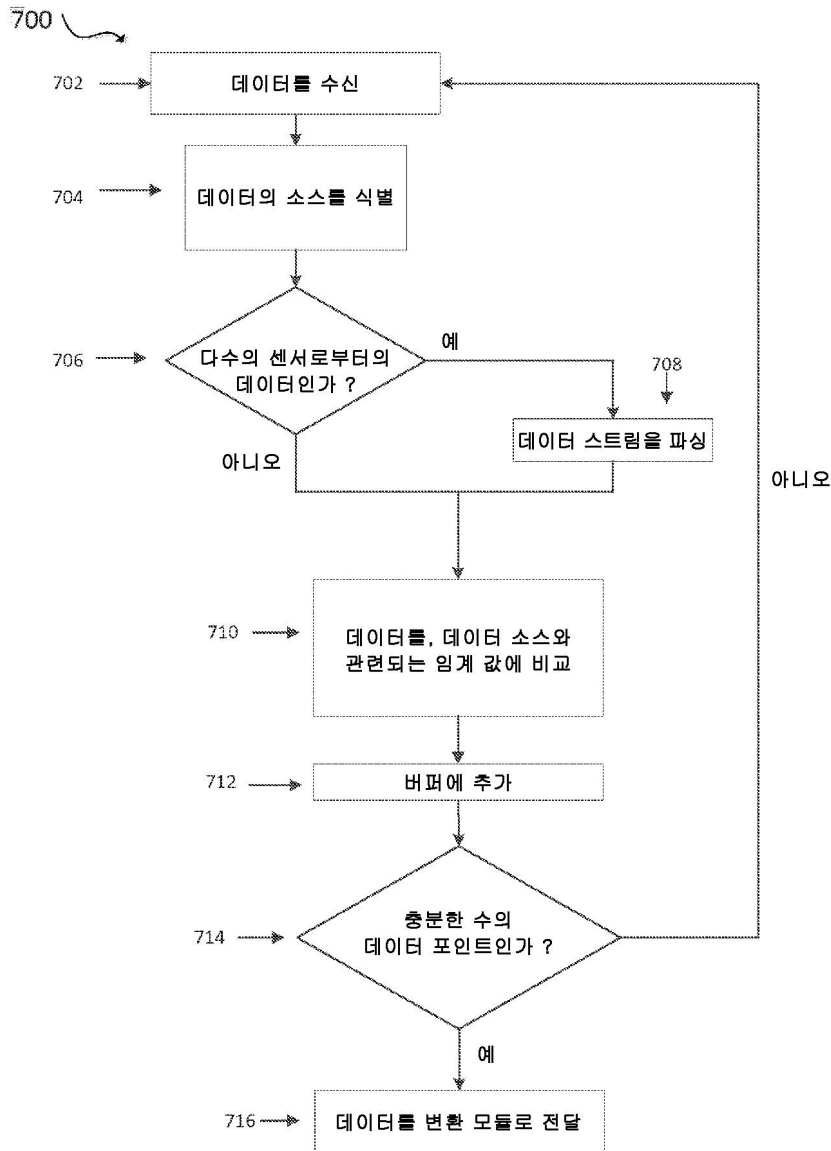 700
702
데이터를 수신
704
데이터의 소스를 식별
706
다수의 센서로부터의
데이터인가 ?
예
708
데이터 스트림을 파싱
아니오
아니오
710
데이터를, 데이터 소스와
관련되는 임계 값에 비교
712
버퍼에 추가
714
충분한 수의
데이터 포인트인가 ?
예
716
데이터를 변환 모듈로 전달